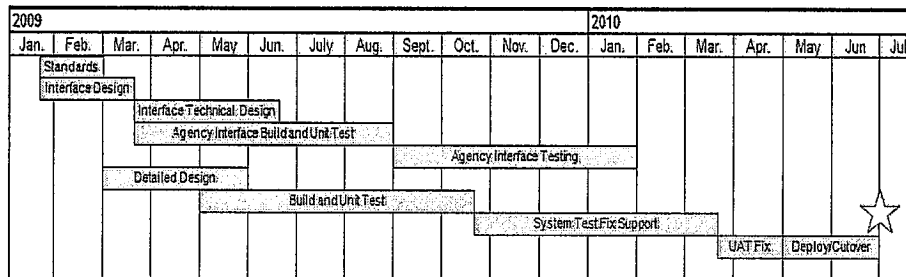 2009 2010
Jan. Feb. Mar. Apr. May Jun. July Aug. Sept. Oct. Nov. Dec. Jan. Feb. Mar. Apr. May Jun Jul
Standards
Interface Design
Interface Technical Design
Agency Interface Build and Unit Test
Agency Interface Testing
Detailed Design
Build and Unit Test
System Test Fix Support
UAT Fix Deploy/Cutover